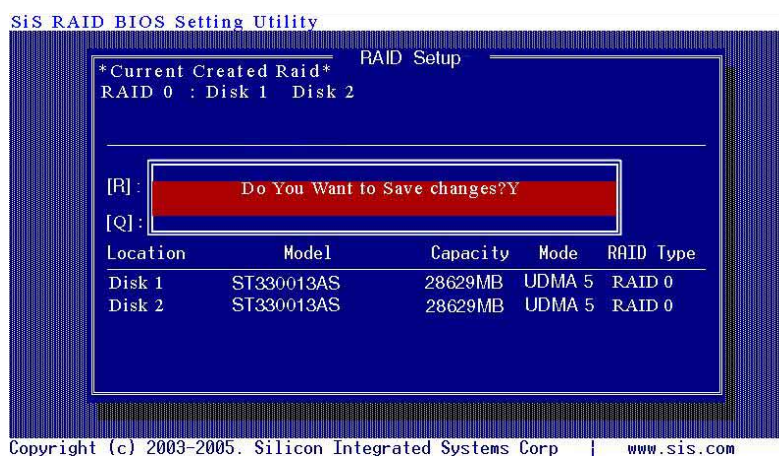 SiS RAID BIOS Setting Utility
RAID Setup
*Current Created Raid*
RAID 0 : Disk 1 Disk 2
[R] :
Do You Want to Save changes?Y
[Q] :
Location Model Capacity Mode RAID Type
Disk 1 ST330013AS 28629MB UDMA 5 RAID 0
Disk 2 ST330013AS 28629MB UDMA 5 RAID 0
Copyright (c) 2003-2005. Silicon Integrated Systems Corp | www.sis.com